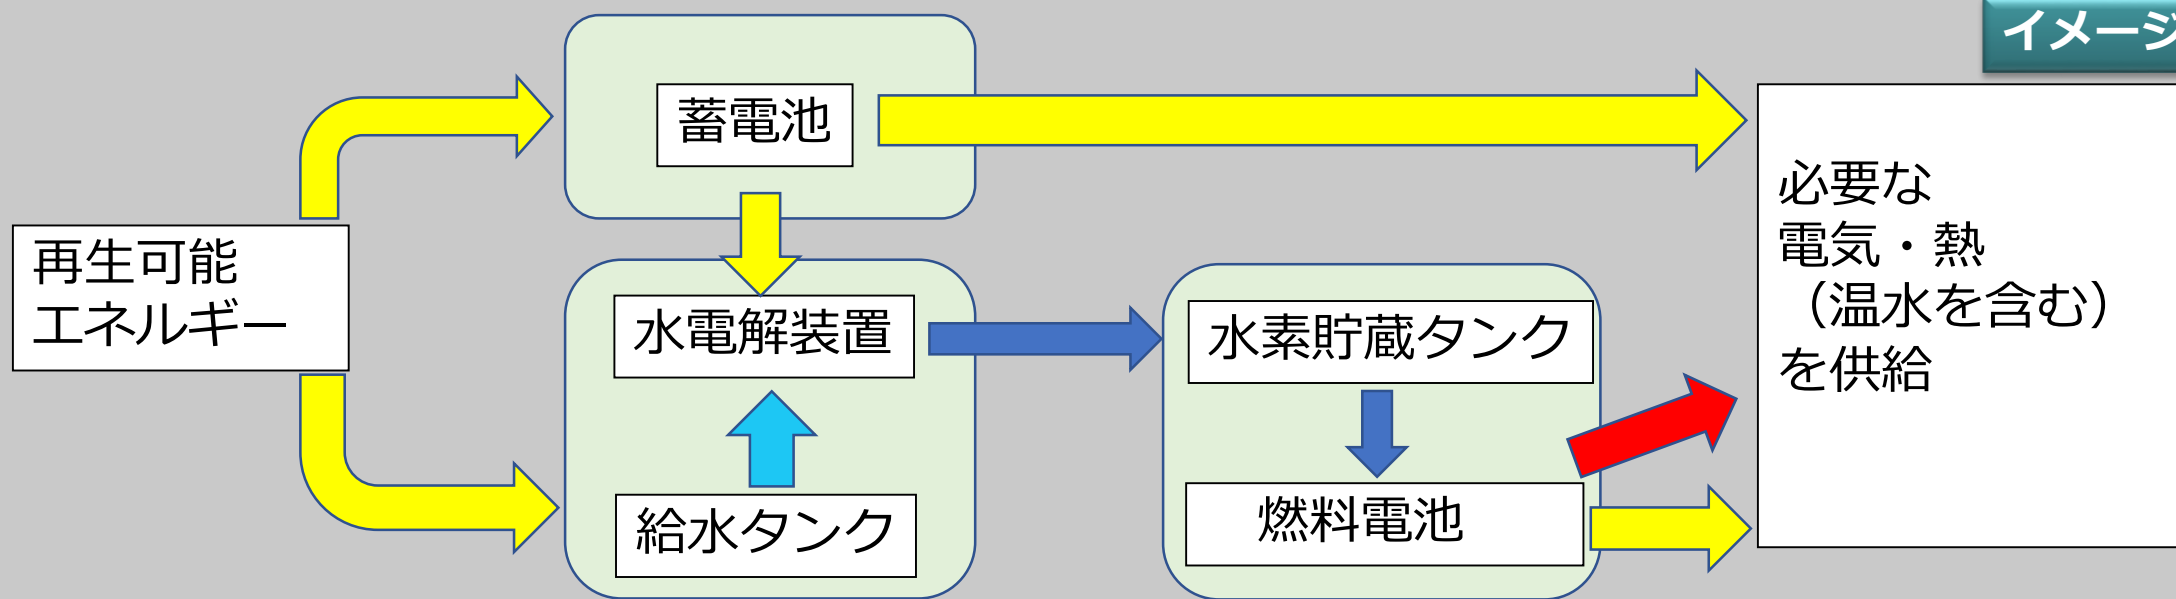 イメージ
蓄電池
再生可能
エネルギー
水電解装置
給水タンク
水素貯蔵タンク
燃料電池
必要な
電気・熱
（温水を含む）
を供給